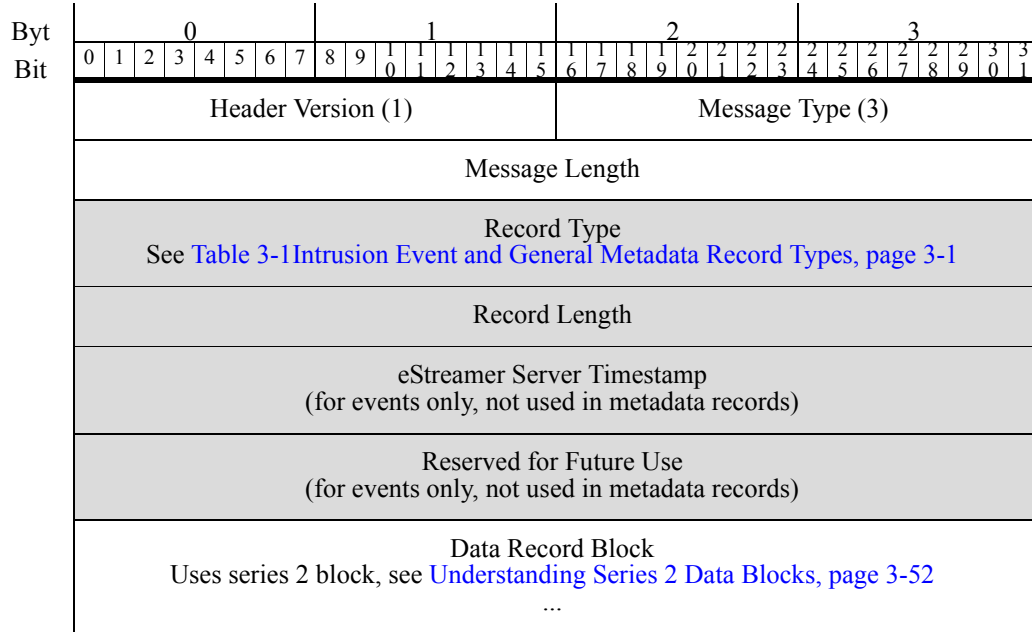 Byt 0 1 2 3
Bit 0 1 2 3 4 5 6 7 8 9 10 11 12 13 14 15 16 17 18 19 20 21 22 23 24 25 26 27 28 29 30 31
Header Version (1) Message Type (3)
Message Length
Record Type
See Table 3-1Intrusion Event and General Metadata Record Types, page 3-1
Record Length
eStreamer Server Timestamp
(for events only, not used in metadata records)
Reserved for Future Use
(for events only, not used in metadata records)
Data Record Block
Uses series 2 block, see Understanding Series 2 Data Blocks, page 3-52
...